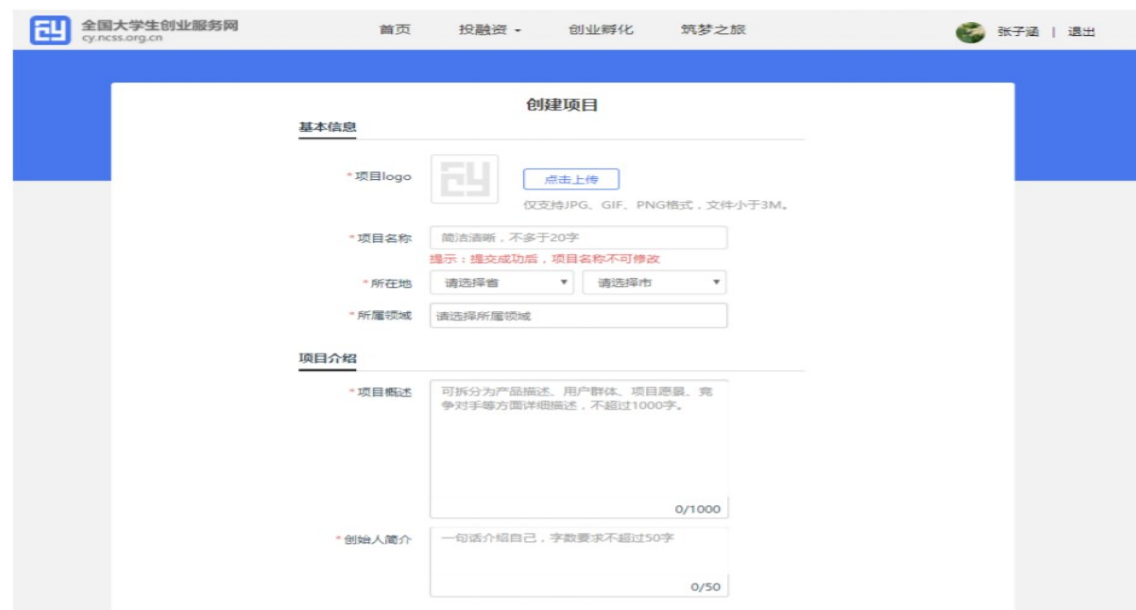 全国大学生创业服务网
cy.ncss.org.cn
首页 投融资 创业孵化 筑梦之旅 张子涵 | 退出
创建项目
基本信息
*项目logo 点击上传
仅支持JPG、GIF、PNG格式，文件小于3M。
*项目名称 简洁清晰，不多于20字
提示：提交成功后，项目名称不可修改
*所在地 请选择省 请选择市
*所属领域 请选择所属领域
项目介绍
*项目概述 可拆分为产品描述、用户群体、项目愿景、竞
争对手等方面详细描述，不超过1000字。
0/1000
*创始人简介 一句话介绍自己，字数要求不超过50字
0/50